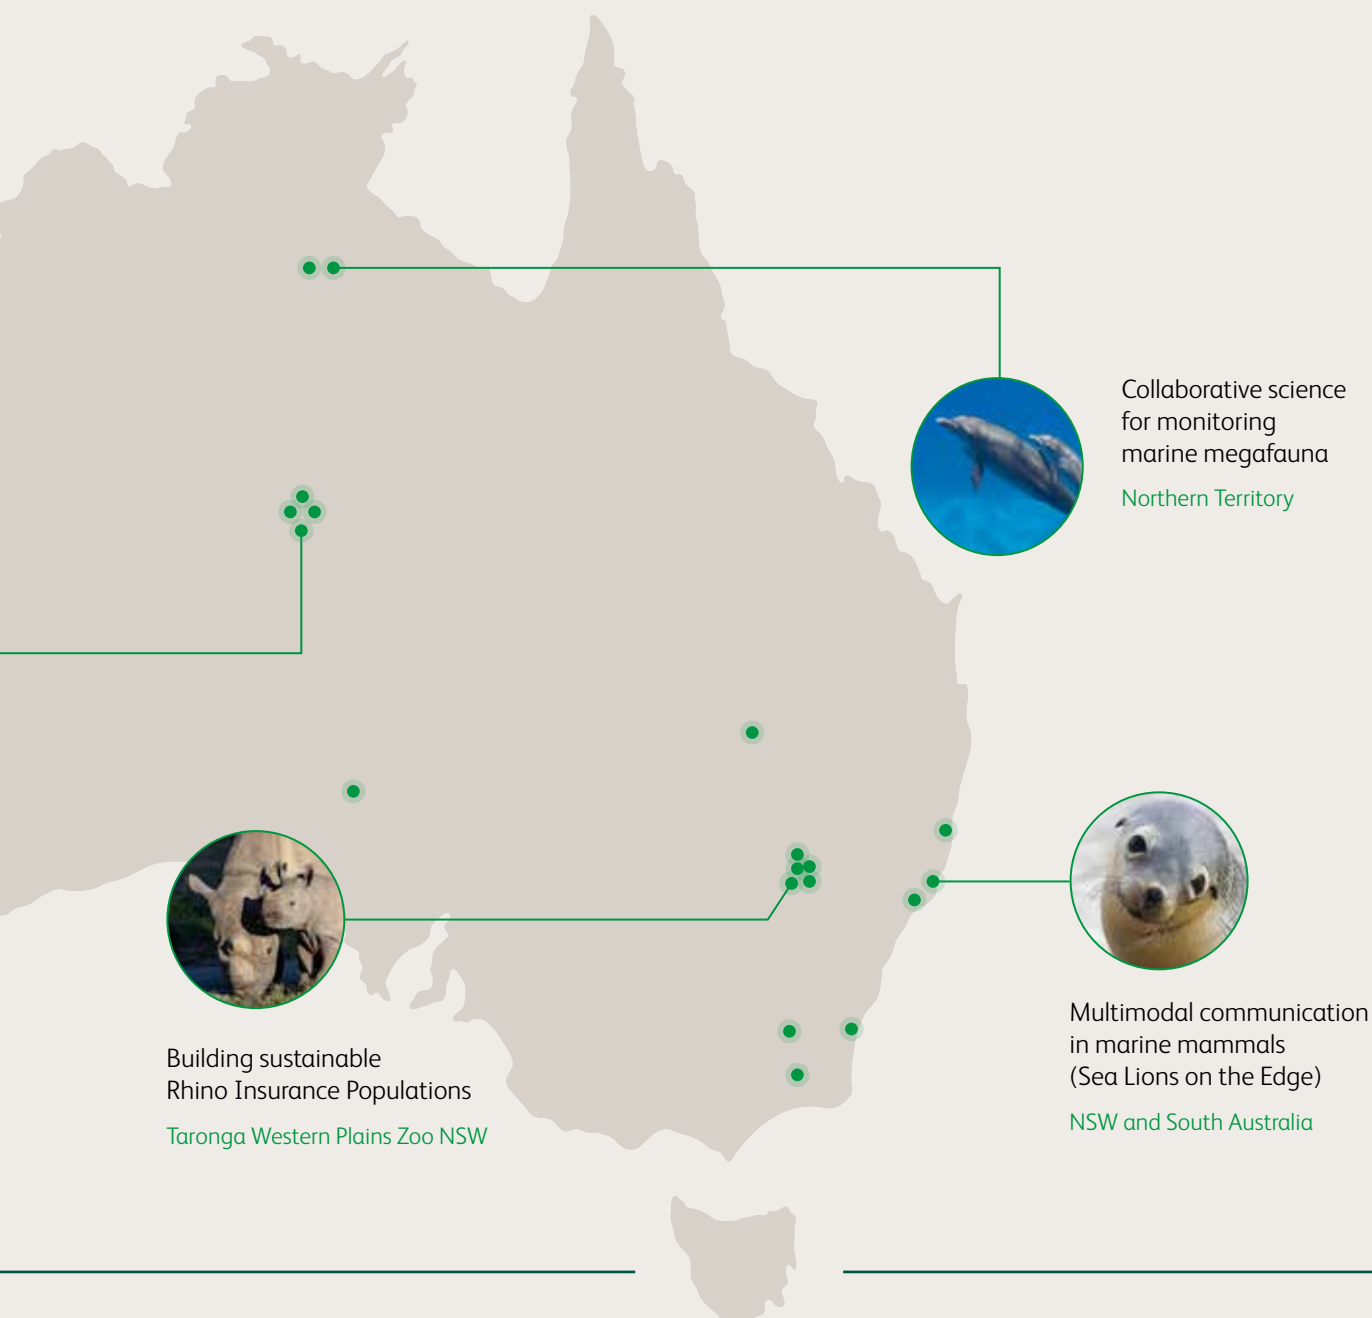 Collaborative science
for monitoring
marine megafauna
Northern Territory
Building sustainable
Rhino Insurance Populations
Taronga Western Plains Zoo NSW
Multimodal communication
in marine mammals
(Sea Lions on the Edge)
NSW and South Australia